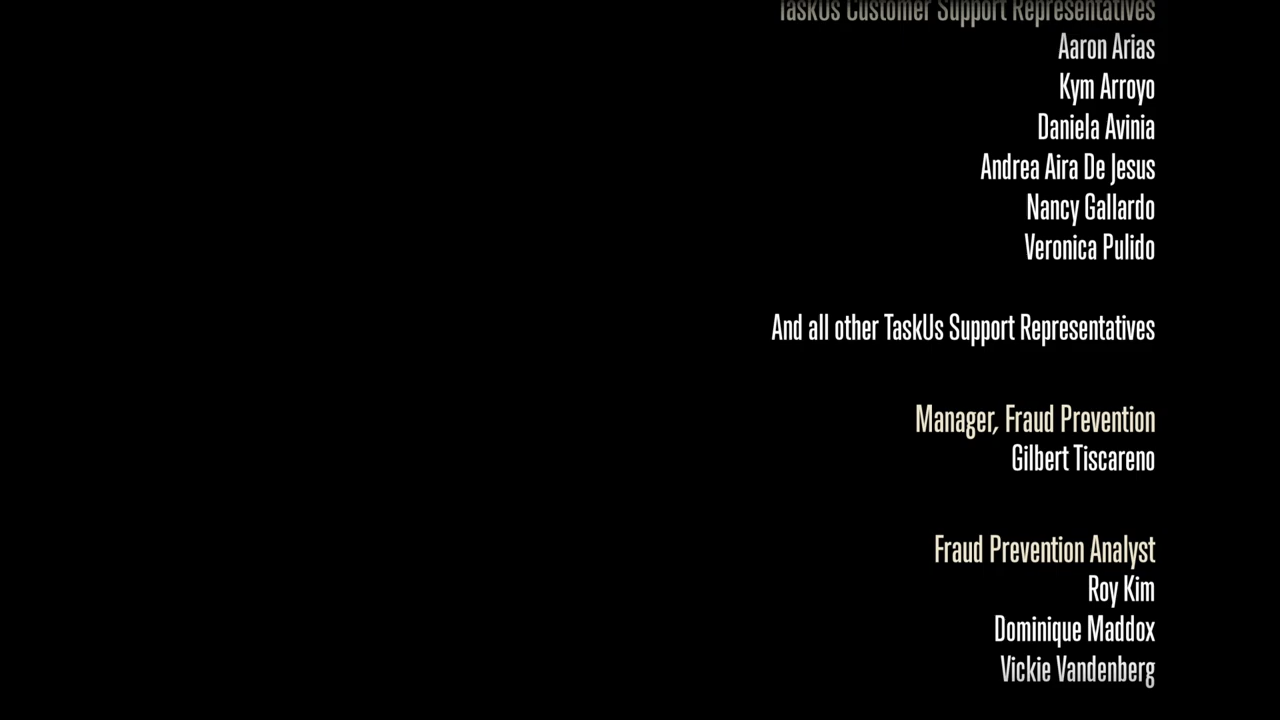 TaskUs Customer Support Representatives
Aaron Arias
Kym Arroyo
Daniela Avinia
Andrea Aira De Jesus
Nancy Gallardo
Veronica Pulido
And all other TaskUs Support Representatives
Manager, Fraud Prevention
Gilbert Tiscareno
Fraud Prevention Analyst
Roy Kim
Dominique Maddox
Vickie Vandenberg